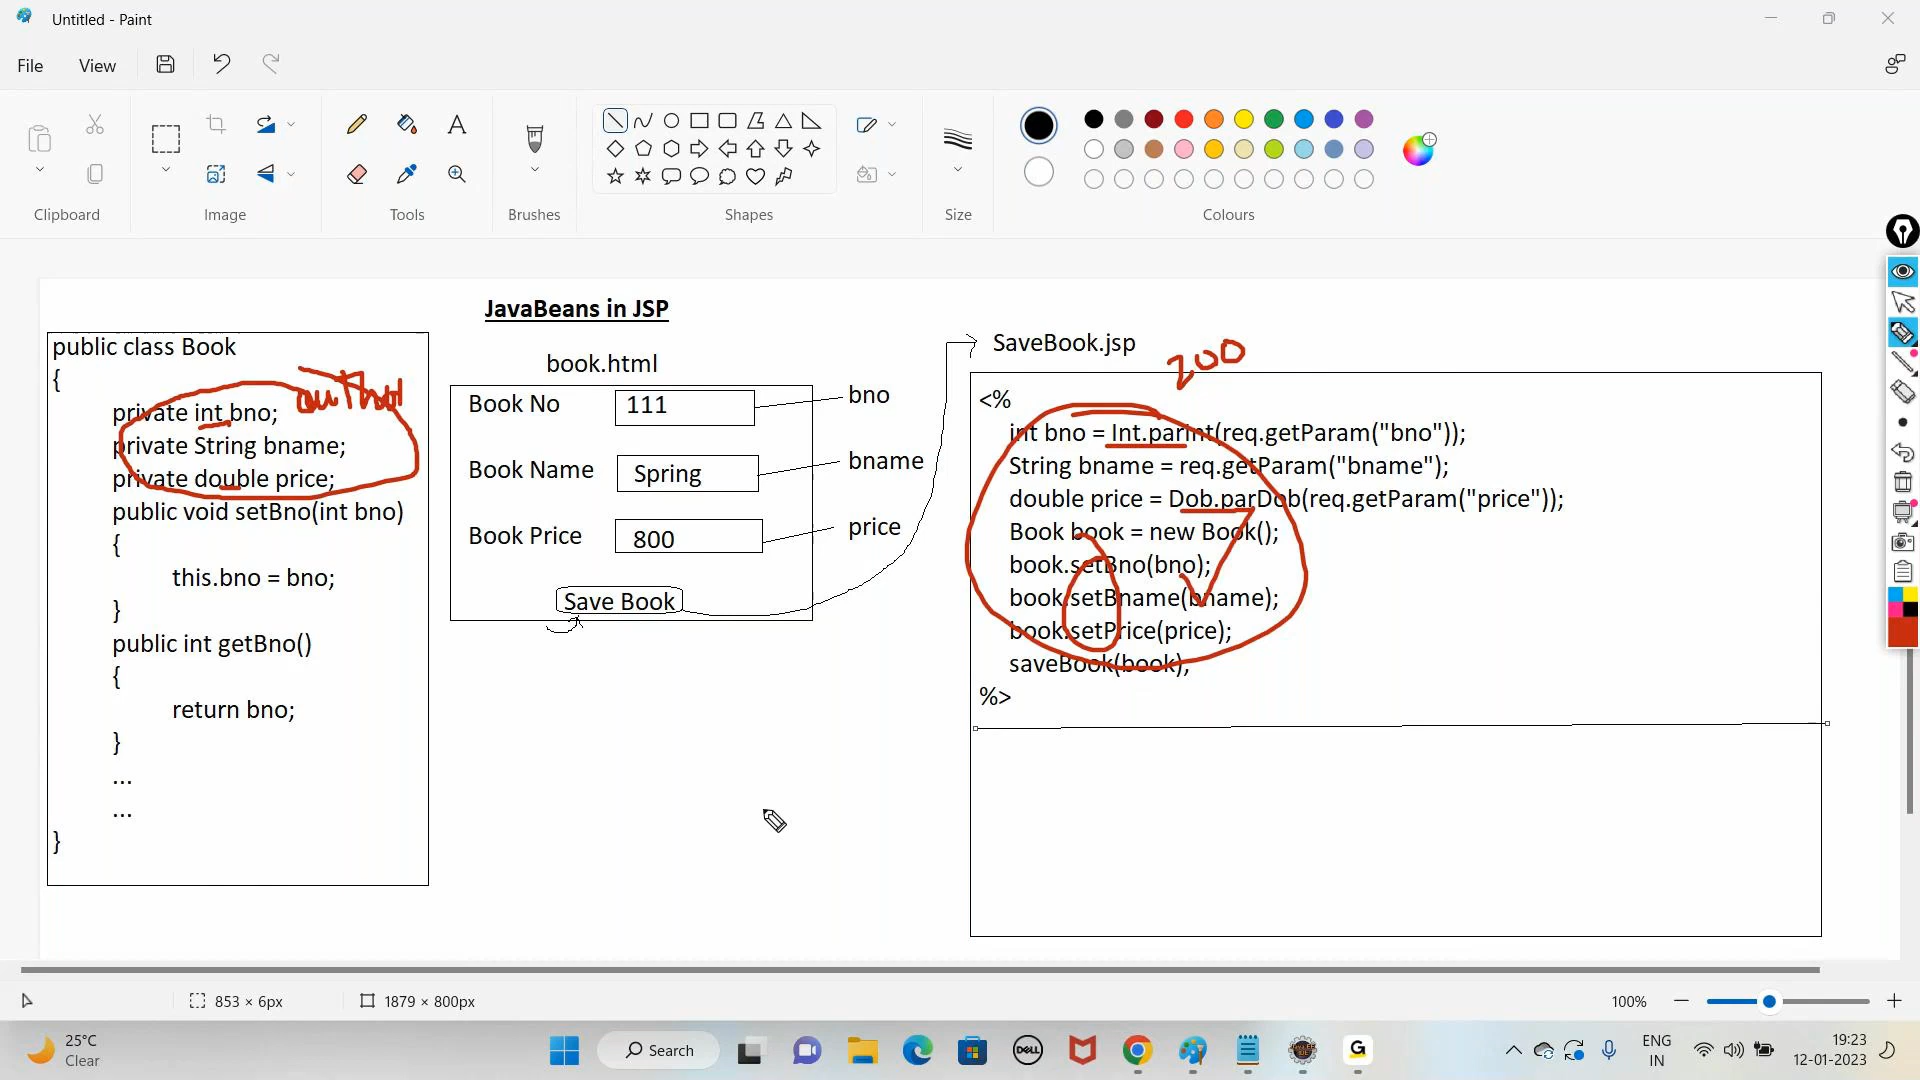 Untitled - Paint
File
View
Clipboard
Image
Tools
Brushes
Shapes
Size
Colours
JavaBeans in JSP
public class Book
{
private int bno;
private String bname;
private double price;
public void setBno(int bno)
{
this.bno = bno;
}
public int getBno()
{
return bno;
}
...
...
}
author
book.html
Book No
111
bno
Book Name
Spring
bname
Book Price
800
price
Save Book
SaveBook.jsp
200
<%
int bno = Int.parInt(req.getParam("bno"));
String bname = req.getParam("bname");
double price = Dob.parDob(req.getParam("price"));
Book book = new Book();
book.setBno(bno);
book.setBname(bname);
book.setPrice(price);
saveBook(book);
%>
853 × 6px
1879 × 800px
100%
25°C
Clear
Search
DELL
G
ENG
IN
19:23
12-01-2023